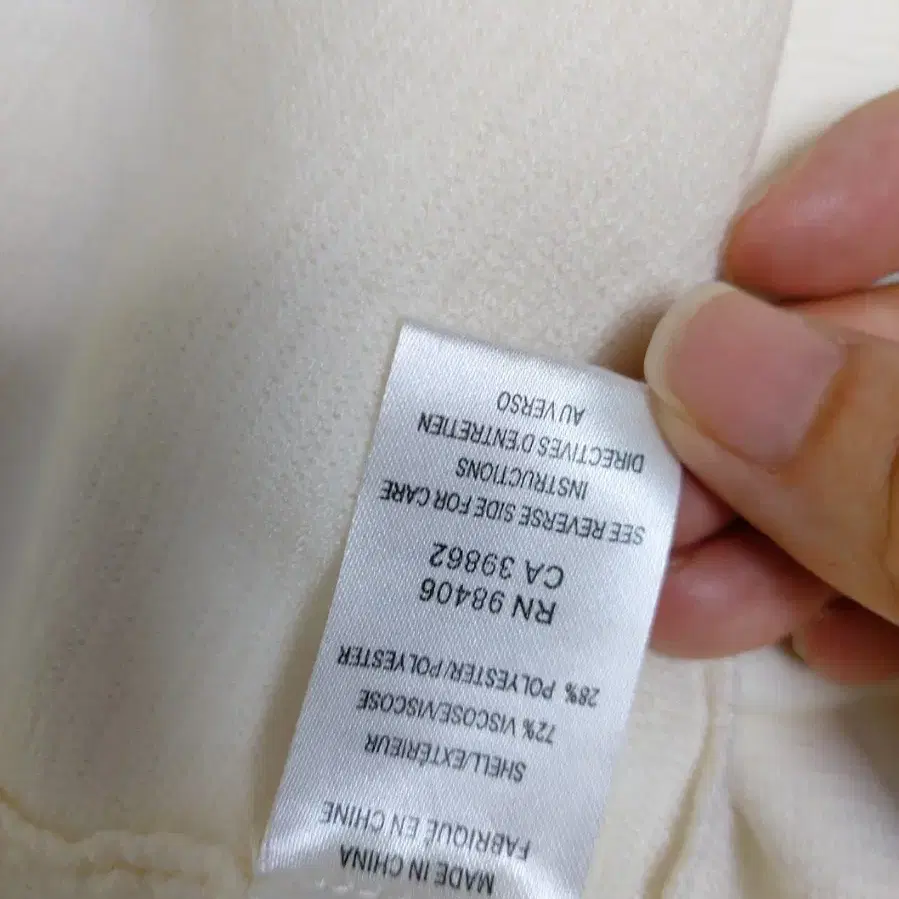 MADE IN CHINA
FABRIQUÉ EN CHINE
SHELL/EXTÉRIEUR
72% VISCOSE/VISCOSE
28% POLYESTER/POLYESTER
RN 98406
CA 39862
SEE REVERSE SIDE FOR CARE
INSTRUCTIONS
DIRECTIVES D'ENTRETIEN
AU VERSO